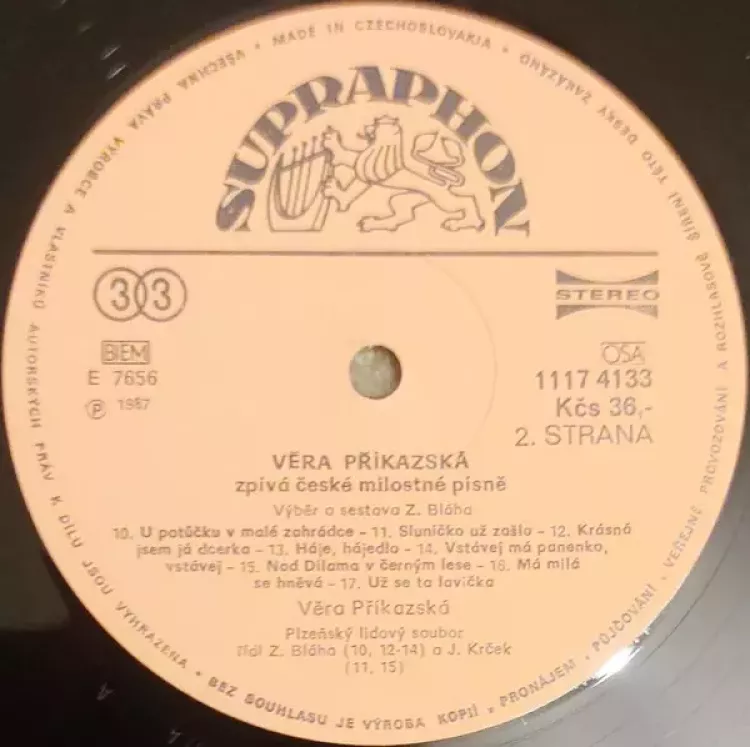 • MADE IN CZECHOSLOVAKIA •
VŠECHNA PRÁVA VÝROBCE A VLASTNÍKŮ AUTORSKÝCH PRÁV K DÍLU JSOU VYHRAZENA • BEZ SOUHLASU JE VÝROBA KOPIÍ • PRONÁJEM • PŮJČOVÁNÍ • VEŘEJNÉ PROVOZOVÁNÍ A ROZHLASOVÉ ŠÍŘENÍ TÉTO DESKY ZAKÁZÁNO
SUPRAPHON
33
STEREO
BIEM
OSA
E 7656
1117 4133
Ⓟ 1987
Kčs 36,-
2. STRANA
VĚRA PŘÍKAZSKÁ
zpívá české milostné písně
Výběr a sestava Z. Bláha
10. U potůčku v malé zahrádce – 11. Sluníčko už zašlo – 12. Krásná
jsem já dcerka – 13. Háje, hájedlo – 14. Vstávej má panenko,
vstávej – 15. Nad Dilama v černým lese – 16. Má milá
se hněvá – 17. Už se ta lavička
Věra Příkazská
Plzeňský lidový soubor
řídí Z. Bláha (10, 12-14) a J. Krček
(11, 15)